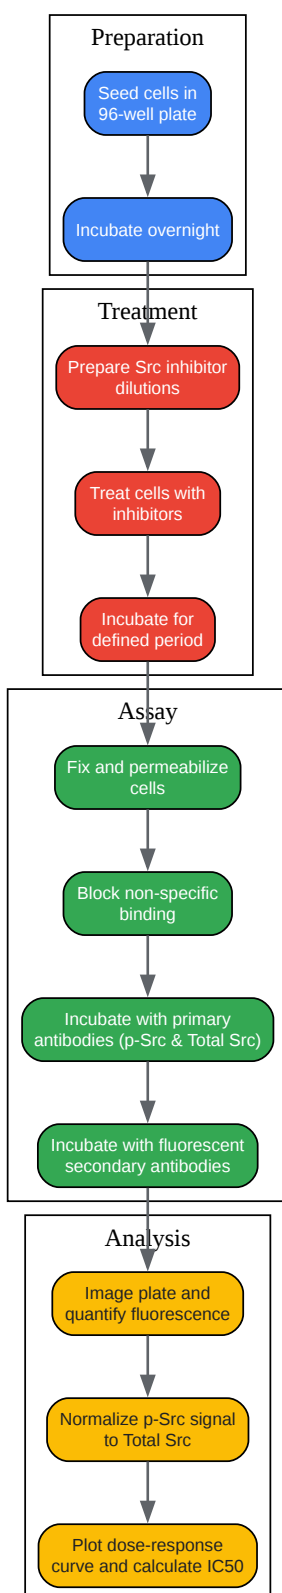 Preparation
Seed cells in
96-well plate
Incubate overnight
Treatment
Prepare Src inhibitor
dilutions
Treat cells with
inhibitors
Incubate for
defined period
Assay
Fix and permeabilize
cells
Block non-specific
binding
Incubate with primary
antibodies (p-Src & Total Src)
Incubate with fluorescent
secondary antibodies
Analysis
Image plate and
quantify fluorescence
Normalize p-Src signal
to Total Src
Plot dose-response
curve and calculate IC50